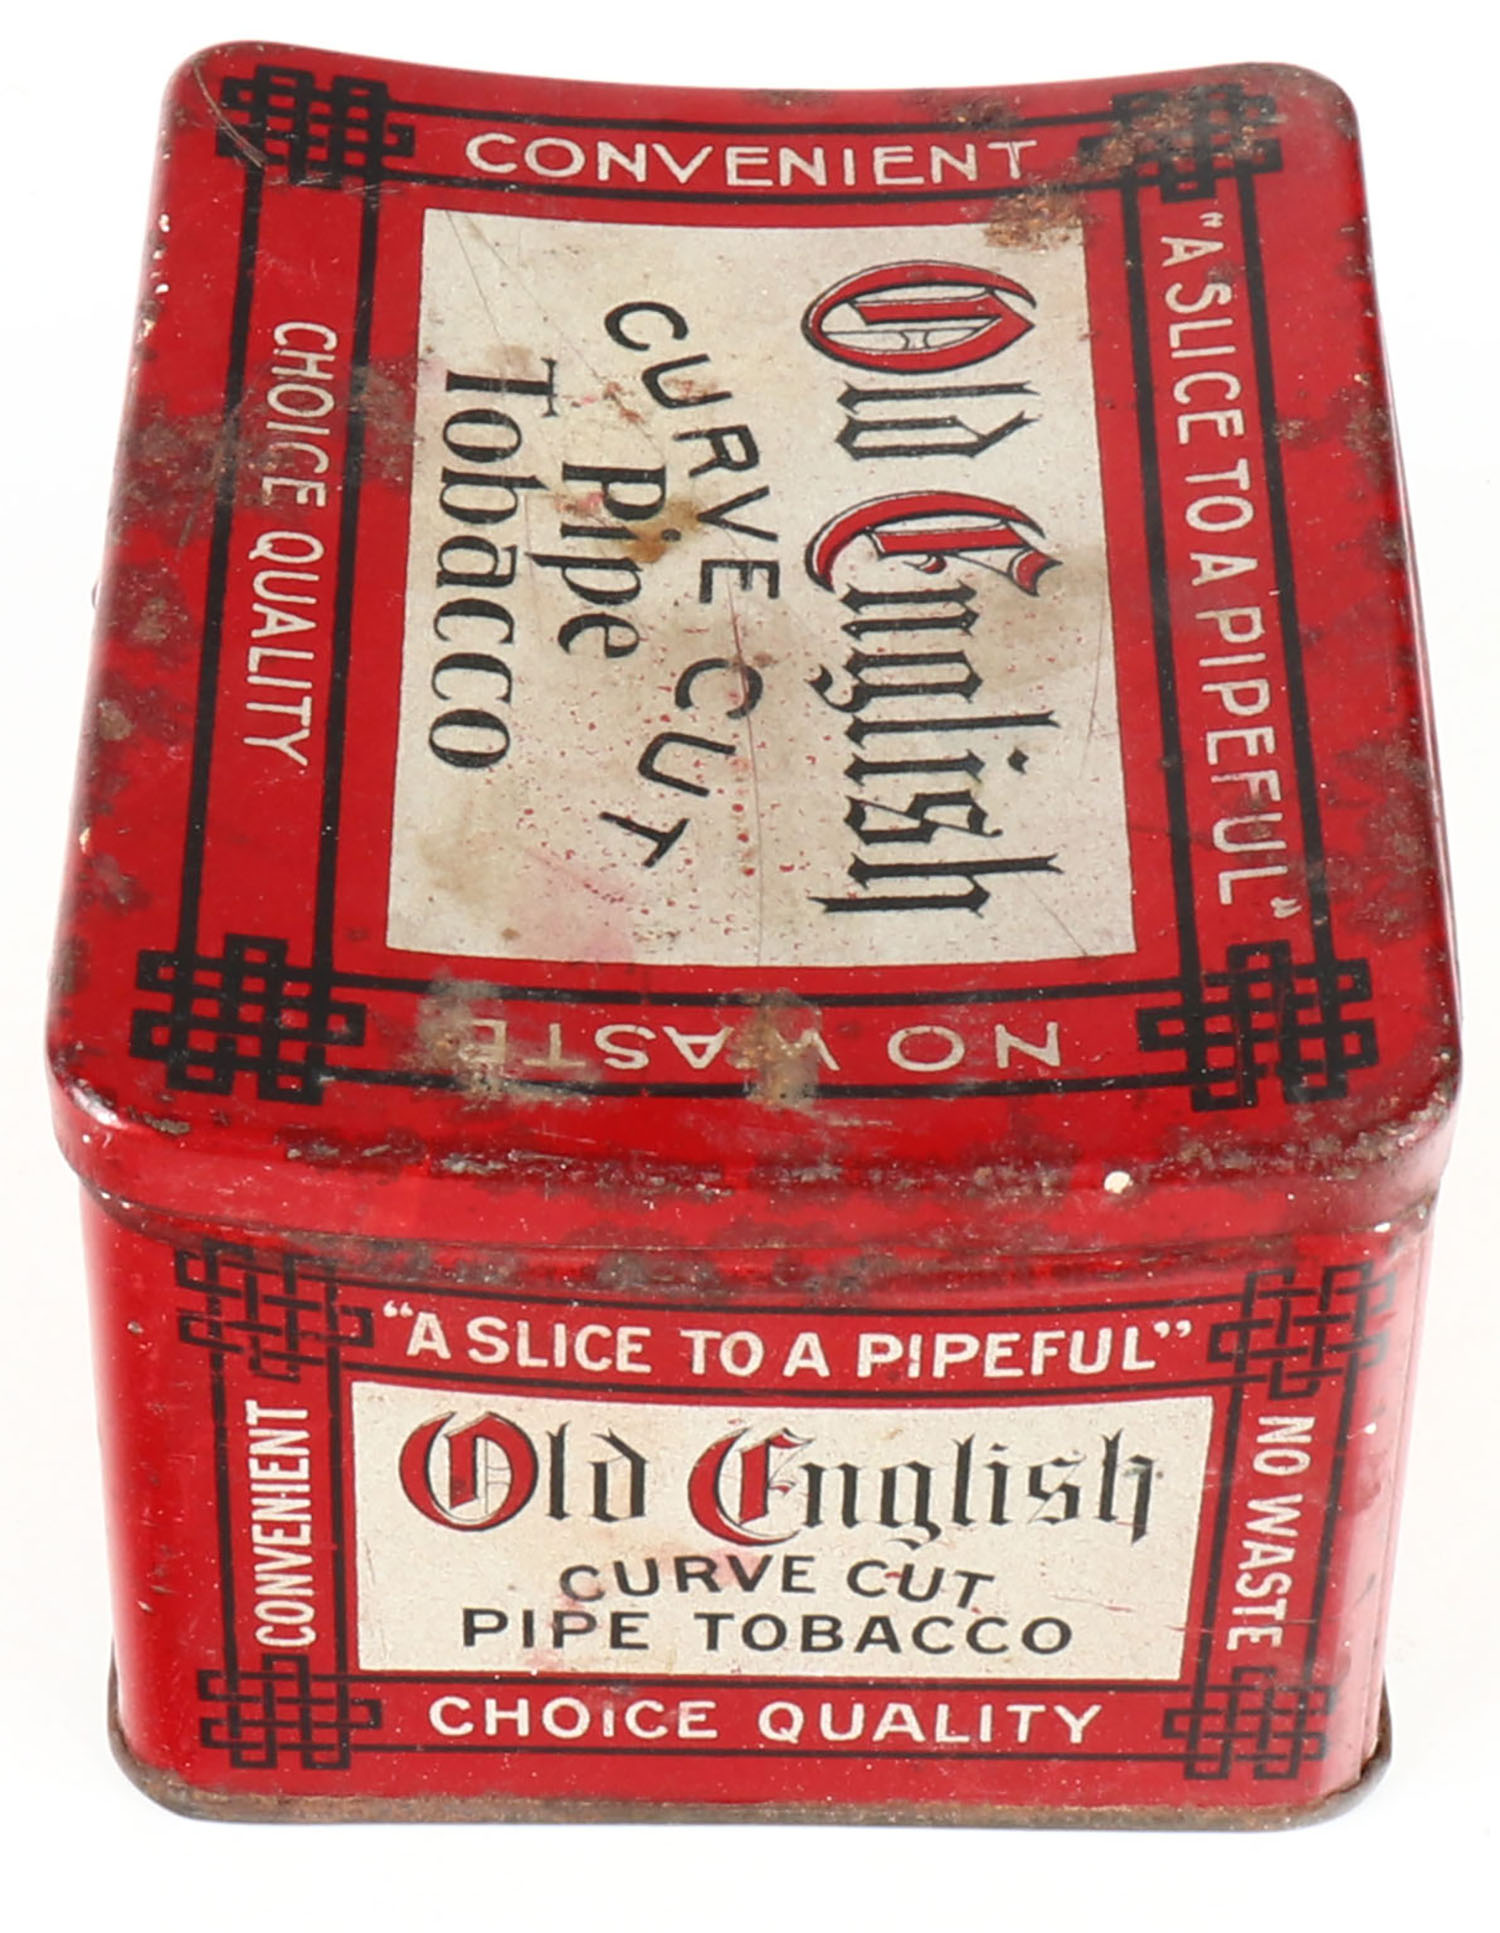 CONVENIENT
"A SLICE TO A PIPEFUL"
Old English
CURVE CUT
Pipe
Tobacco
CHOICE QUALITY
NO WASTE
"A SLICE TO A PIPEFUL"
CONVENIENT
Old English
CURVE CUT
PIPE TOBACCO
NO WASTE
CHOICE QUALITY